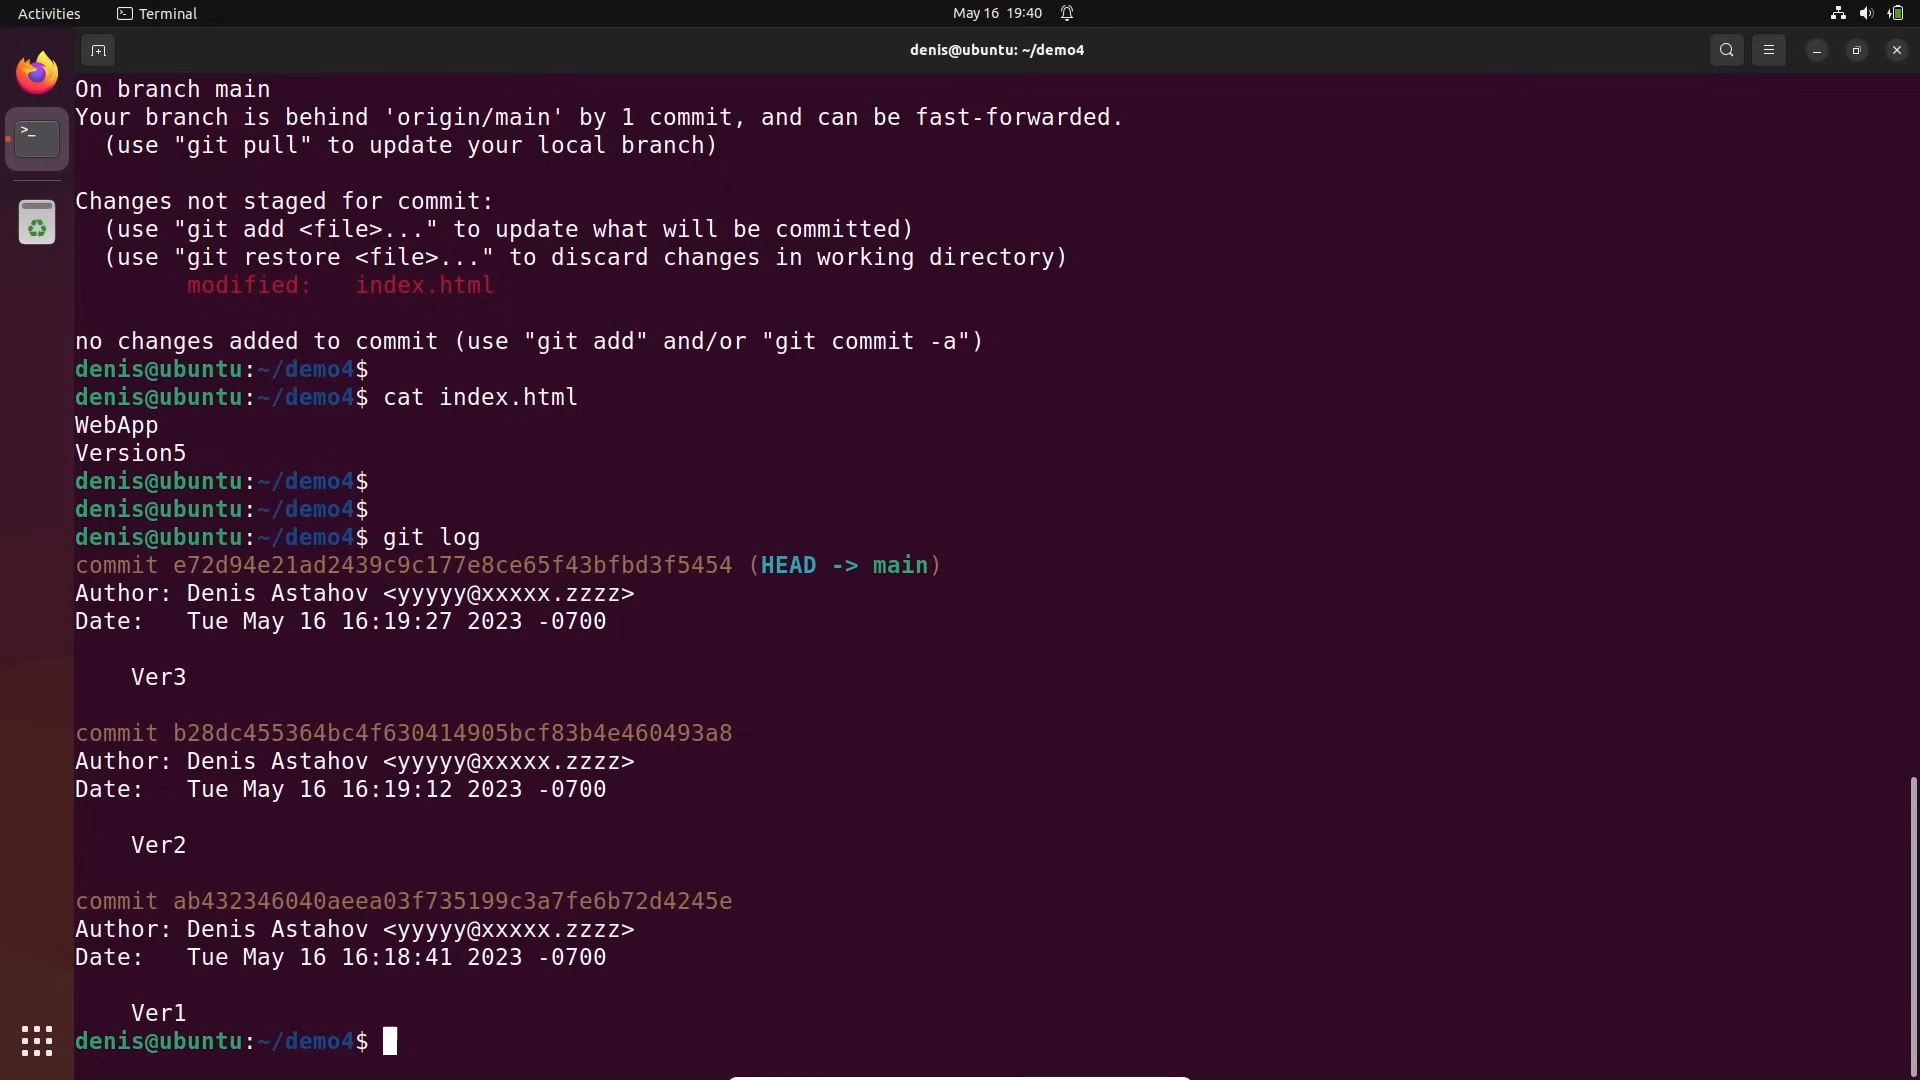 Activities
Terminal
May 16 19:40
denis@ubuntu: ~/demo4
On branch main
Your branch is behind 'origin/main' by 1 commit, and can be fast-forwarded.
  (use "git pull" to update your local branch)
Changes not staged for commit:
  (use "git add <file>..." to update what will be committed)
  (use "git restore <file>..." to discard changes in working directory)
        modified:   index.html
no changes added to commit (use "git add" and/or "git commit -a")
denis@ubuntu:~/demo4$
denis@ubuntu:~/demo4$ cat index.html
WebApp
Version5
denis@ubuntu:~/demo4$
denis@ubuntu:~/demo4$
denis@ubuntu:~/demo4$ git log
commit e72d94e21ad2439c9c177e8ce65f43bfbd3f5454 (HEAD -> main)
Author: Denis Astahov <yyyyy@xxxxx.zzzz>
Date:   Tue May 16 16:19:27 2023 -0700
    Ver3
commit b28dc455364bc4f630414905bcf83b4e460493a8
Author: Denis Astahov <yyyyy@xxxxx.zzzz>
Date:   Tue May 16 16:19:12 2023 -0700
    Ver2
commit ab432346040aeea03f735199c3a7fe6b72d4245e
Author: Denis Astahov <yyyyy@xxxxx.zzzz>
Date:   Tue May 16 16:18:41 2023 -0700
    Ver1
denis@ubuntu:~/demo4$